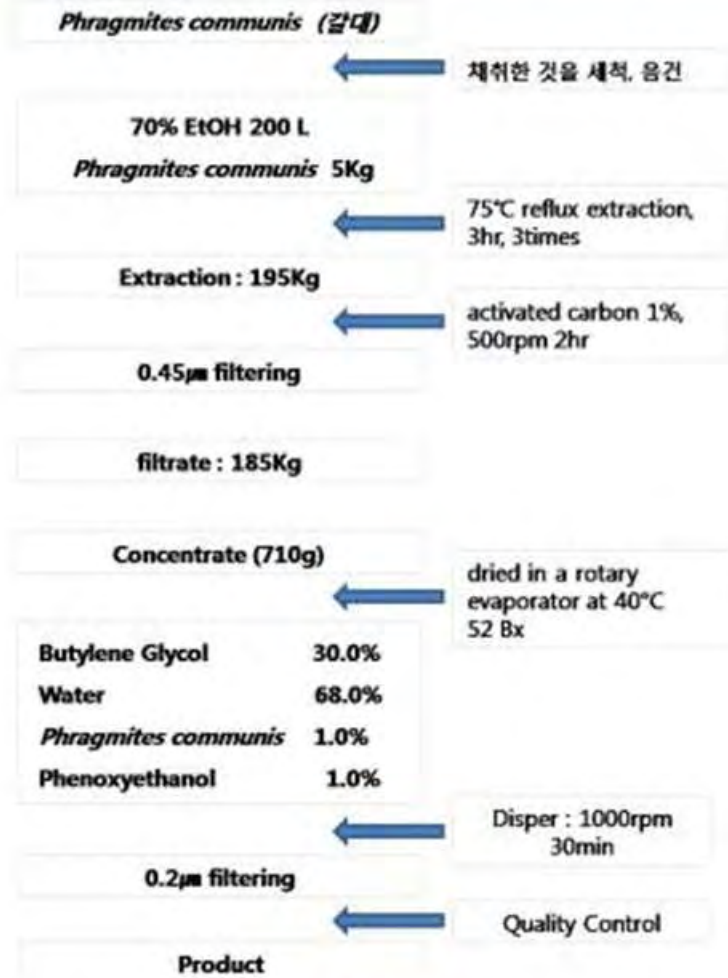 Phragmites communis (갈대)
채취한 것을 세척, 음건
70% EtOH 200 L
Phragmites communis 5Kg
75℃ reflux extraction,
3hr, 3times
Extraction : 195Kg
activated carbon 1%,
500rpm 2hr
0.45㎛ filtering
filtrate : 185Kg
Concentrate (710g)
dried in a rotary
evaporator at 40℃
52 Bx
Butylene Glycol 30.0%
Water 68.0%
Phragmites communis 1.0%
Phenoxyethanol 1.0%
Disper : 1000rpm
30min
0.2㎛ filtering
Quality Control
Product